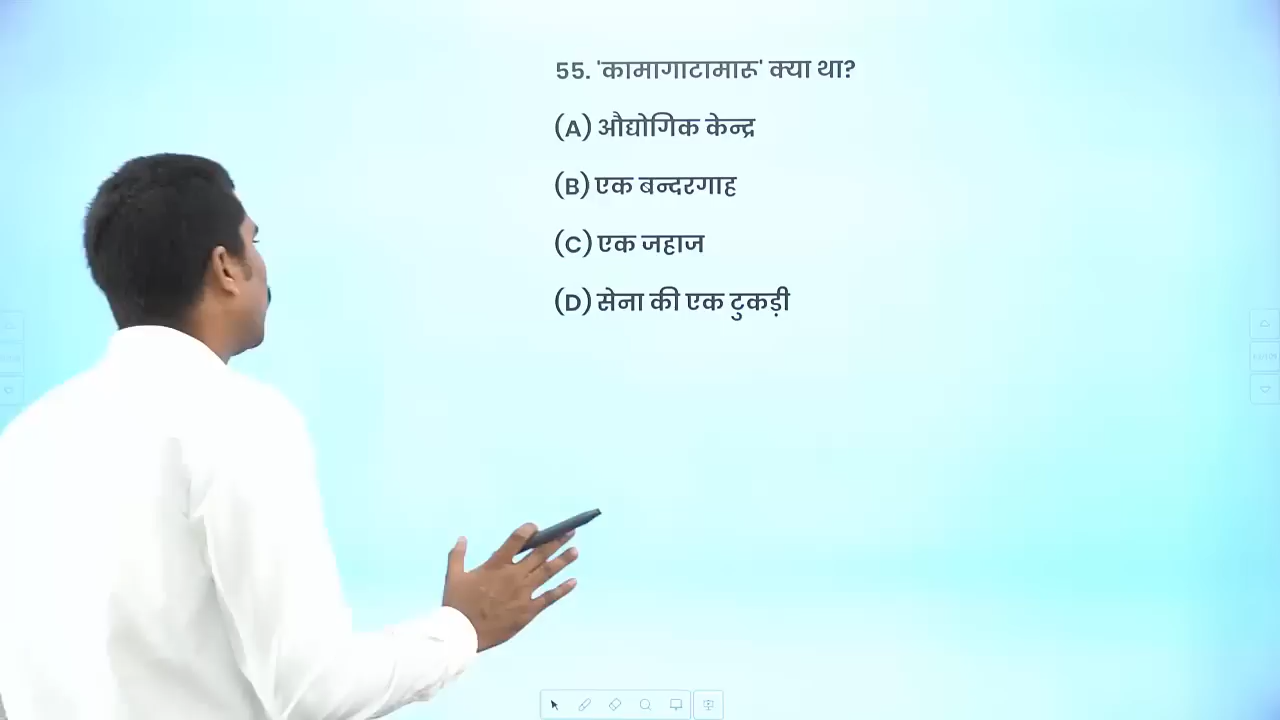 55. 'कामागाटामारू' क्या था?
(A) औद्योगिक केन्द्र
(B) एक बन्दरगाह
(C) एक जहाज
(D) सेना की एक टुकड़ी